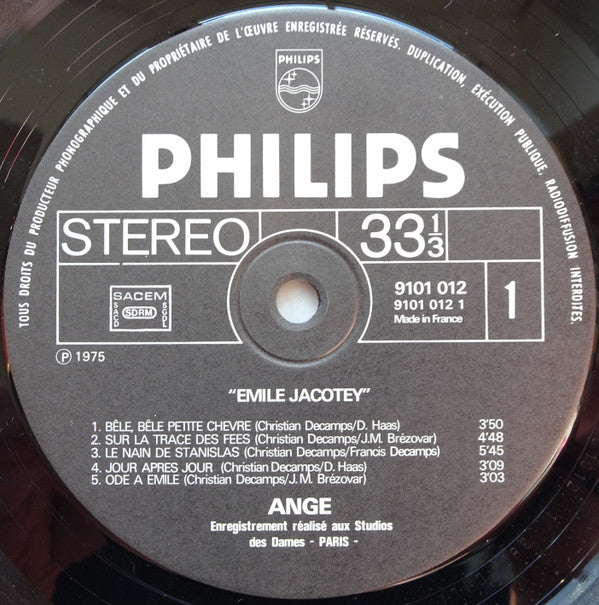 TOUS DROITS DU PRODUCTEUR PHONOGRAPHIQUE ET DU PROPRIÉTAIRE DE L'ŒUVRE ENREGISTRÉE RÉSERVÉS. DUPLICATION, EXÉCUTION PUBLIQUE, RADIODIFFUSION INTERDITES.
PHILIPS
PHILIPS
STEREO 33 1/3
SACEM
SACD SDRM SGDL
9101 012
9101 012 1
Made in France
1
Ⓟ 1975
"EMILE JACOTEY"
1. BÊLE, BÊLE PETITE CHEVRE (Christian Decamps/D. Haas) 3'50
2. SUR LA TRACE DES FEES (Christian Decamps/J.M. Brézovar) 4'48
3. LE NAIN DE STANISLAS (Christian Decamps/Francis Decamps) 5'45
4. JOUR APRES JOUR (Christian Decamps/D. Haas) 3'09
5. ODE A EMILE (Christian Decamps/J.M. Brézovar) 3'03
ANGE
Enregistrement réalisé aux Studios
des Dames - PARIS -